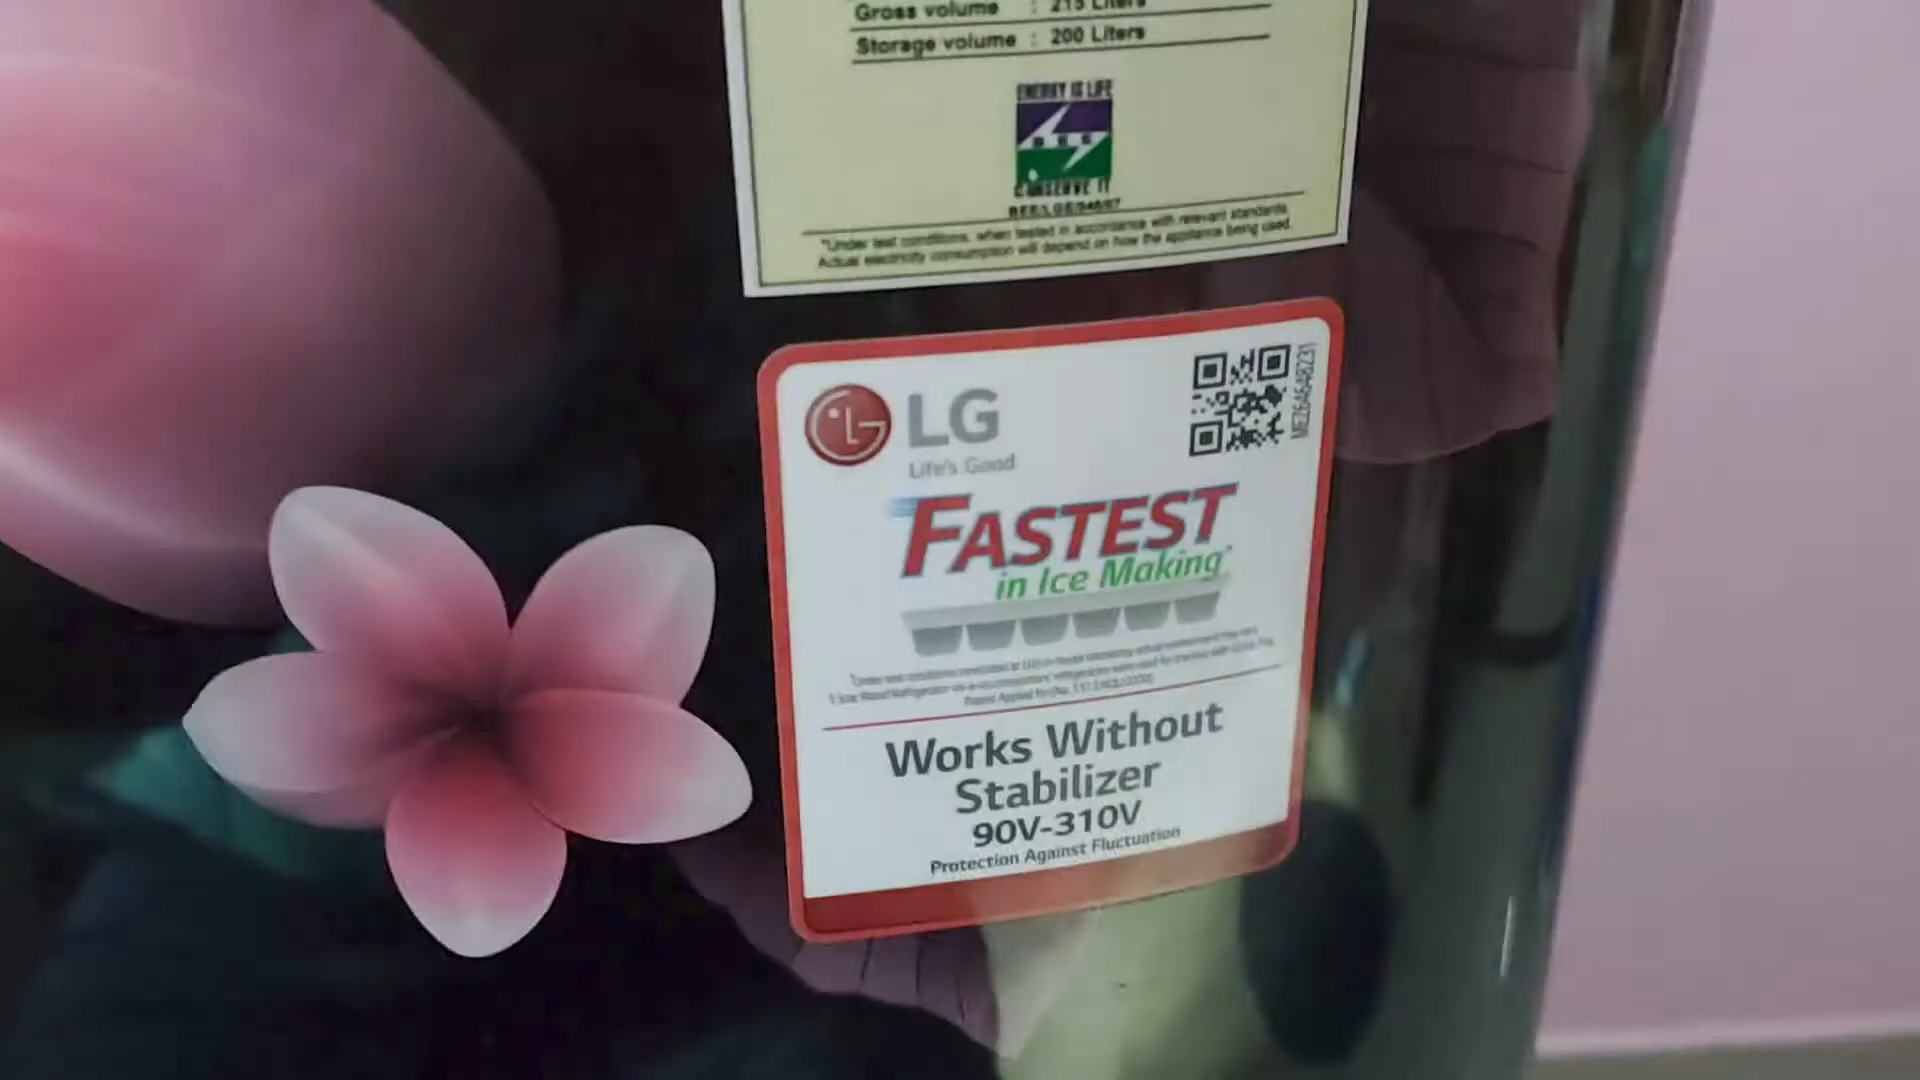 Gross volume : 215 Liters
Storage volume : 200 Liters
ENERGY IS LIFE
BEE
CONSERVE IT
*Under test conditions, when tested in accordance with relevant standards.
Actual electricity consumption will depend on how the appliance being used.
LG
Life's Good
MEZ64648231
FASTEST
in Ice Making*
Works Without
Stabilizer
90V-310V
Protection Against Fluctuation